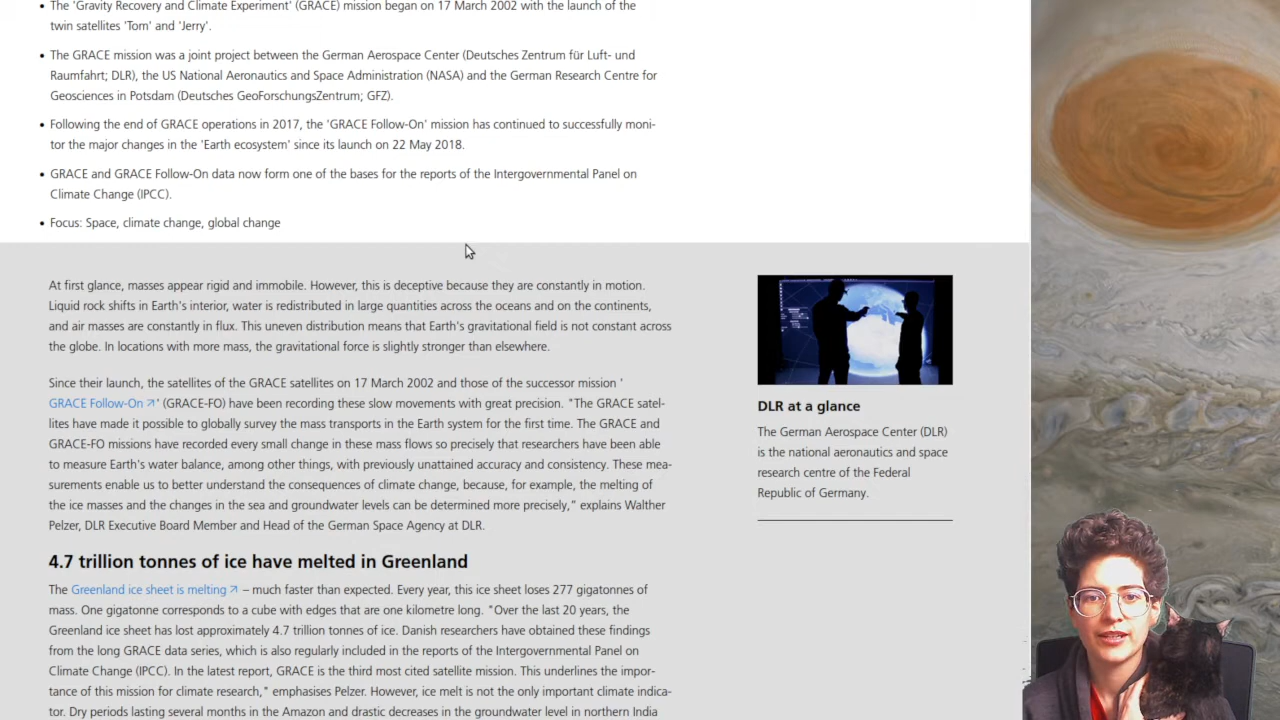 The 'Gravity Recovery and Climate Experiment' (GRACE) mission began on 17 March 2002 with the launch of the
twin satellites 'Tom' and 'Jerry'.
The GRACE mission was a joint project between the German Aerospace Center (Deutsches Zentrum für Luft- und
Raumfahrt; DLR), the US National Aeronautics and Space Administration (NASA) and the German Research Centre for
Geosciences in Potsdam (Deutsches GeoForschungsZentrum; GFZ).
Following the end of GRACE operations in 2017, the 'GRACE Follow-On' mission has continued to successfully moni-
tor the major changes in the 'Earth ecosystem' since its launch on 22 May 2018.
GRACE and GRACE Follow-On data now form one of the bases for the reports of the Intergovernmental Panel on
Climate Change (IPCC).
Focus: Space, climate change, global change
At first glance, masses appear rigid and immobile. However, this is deceptive because they are constantly in motion.
Liquid rock shifts in Earth's interior, water is redistributed in large quantities across the oceans and on the continents,
and air masses are constantly in flux. This uneven distribution means that Earth's gravitational field is not constant across
the globe. In locations with more mass, the gravitational force is slightly stronger than elsewhere.
Since their launch, the satellites of the GRACE satellites on 17 March 2002 and those of the successor mission '
GRACE Follow-On' (GRACE-FO) have been recording these slow movements with great precision. "The GRACE satel-
lites have made it possible to globally survey the mass transports in the Earth system for the first time. The GRACE and
GRACE-FO missions have recorded every small change in these mass flows so precisely that researchers have been able
to measure Earth's water balance, among other things, with previously unattained accuracy and consistency. These mea-
surements enable us to better understand the consequences of climate change, because, for example, the melting of
the ice masses and the changes in the sea and groundwater levels can be determined more precisely," explains Walther
Pelzer, DLR Executive Board Member and Head of the German Space Agency at DLR.
4.7 trillion tonnes of ice have melted in Greenland
The Greenland ice sheet is melting – much faster than expected. Every year, this ice sheet loses 277 gigatonnes of
mass. One gigatonne corresponds to a cube with edges that are one kilometre long. "Over the last 20 years, the
Greenland ice sheet has lost approximately 4.7 trillion tonnes of ice. Danish researchers have obtained these findings
from the long GRACE data series, which is also regularly included in the reports of the Intergovernmental Panel on
Climate Change (IPCC). In the latest report, GRACE is the third most cited satellite mission. This underlines the impor-
tance of this mission for climate research," emphasises Pelzer. However, ice melt is not the only important climate indica-
tor. Dry periods lasting several months in the Amazon and drastic decreases in the groundwater level in northern India
DLR at a glance
The German Aerospace Center (DLR)
is the national aeronautics and space
research centre of the Federal
Republic of Germany.